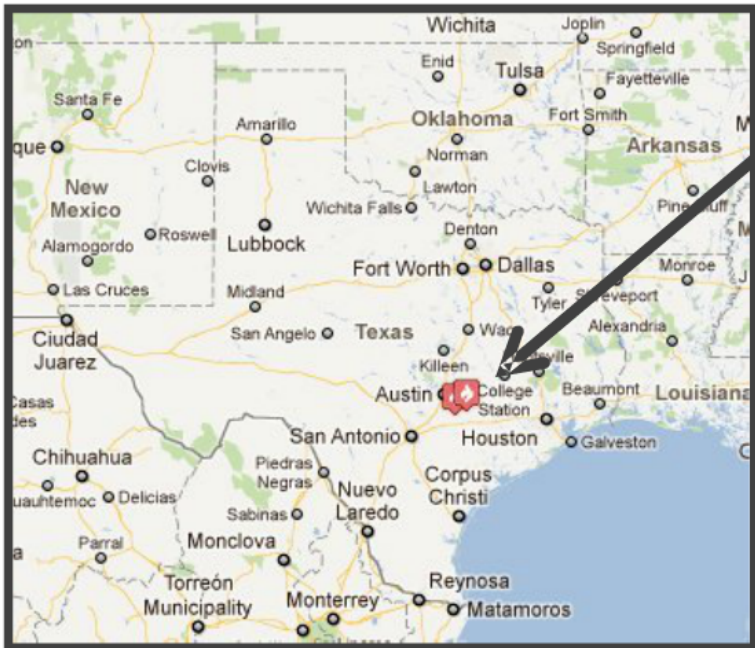 Wichita
Joplin
Springfield
Enid
Tulsa
Fayetteville
Santa Fe
Amarillo
Oklahoma
Fort Smith
Arkansas
que
Norman
Clovis
Lawton
New
Mexico
Wichita Falls
Roswell
Lubbock
Denton
Alamogordo
Fort Worth
Dallas
Monroe
Las Cruces
Midland
Tyler
Ciudad
Juarez
San Angelo
Texas
Alexandria
Killeen
Austin
College
Station
Beaumont
Louisiana
Casas
des
San Antonio
Houston
Galveston
Chihuahua
Piedras
Negras
Corpus
Christi
uauhtemoc
Delicias
Nuevo
Laredo
Sabinas
Parral
Monclova
Torreón
Municipality
Reynosa
Monterrey
Matamoros